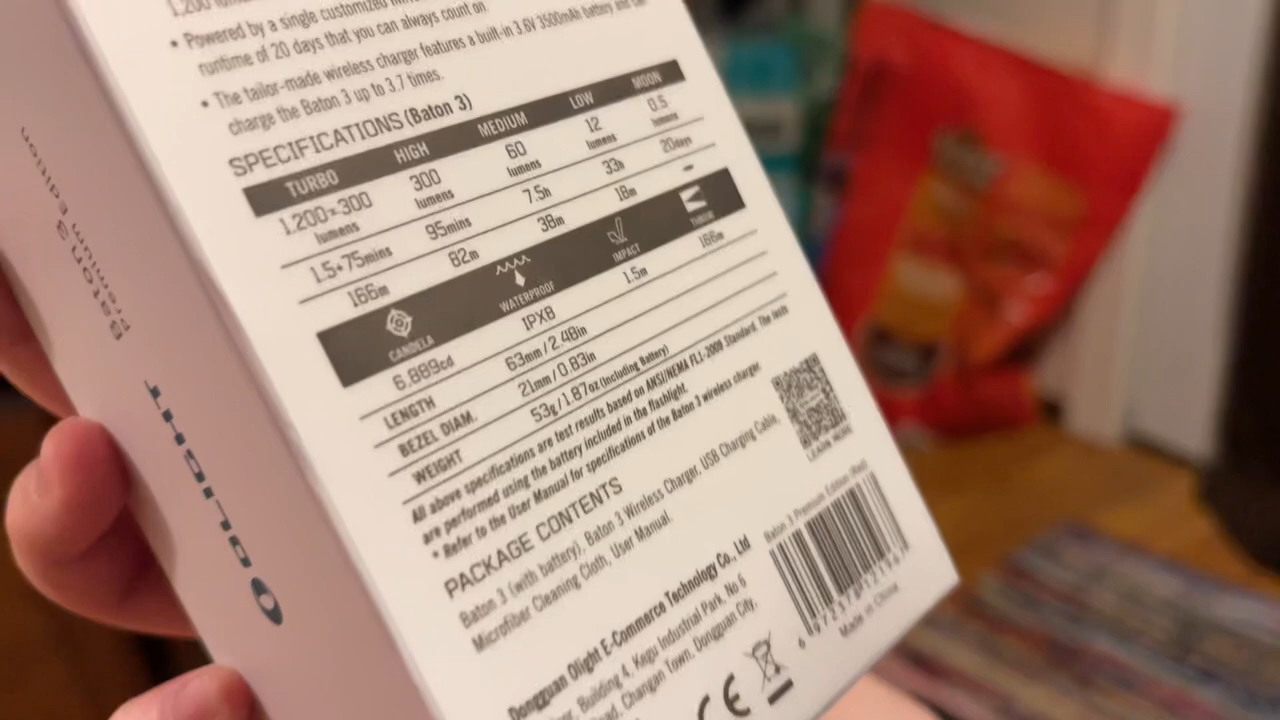 • Powered by a single customized
runtime of 20 days that you can always count on
• The tailor-made wireless charger features a built-in 3.6V 3500mAh battery and can
charge the Baton 3 up to 3.7 times.
SPECIFICATIONS (Baton 3)
TURBO HIGH MEDIUM LOW MOON
1,200~300 lumens 300 lumens 60 lumens 12 lumens 0.5 lumens
1.5+75mins 95mins 7.5h 33h 20days
166m 82m 38m 18m -
CANDELA WATERPROOF IMPACT THROW
6,889cd IPX8 1.5m 166m
LENGTH 63mm / 2.48in
BEZEL DIAM. 21mm / 0.83in
WEIGHT 53g / 1.87oz (Including Battery)
All above specifications are test results based on ANSI/NEMA FL1-2009 Standard. The tests
are performed using the battery included in the flashlight.
• Refer to the User Manual for specifications of the Baton 3 wireless charger
LEARN MORE
PACKAGE CONTENTS
Baton 3 (with battery), Baton 3 Wireless Charger, USB Charging Cable,
Microfiber Cleaning Cloth, User Manual.
Baton 3 Premium Edition
Made in China
Dongguan Olight E-Commerce Technology Co., Ltd
Building 4, Kegu Industrial Park, No 6
Changan Town, Dongguan City,
CE
Baton 3
Premium Edition
OLIGHT